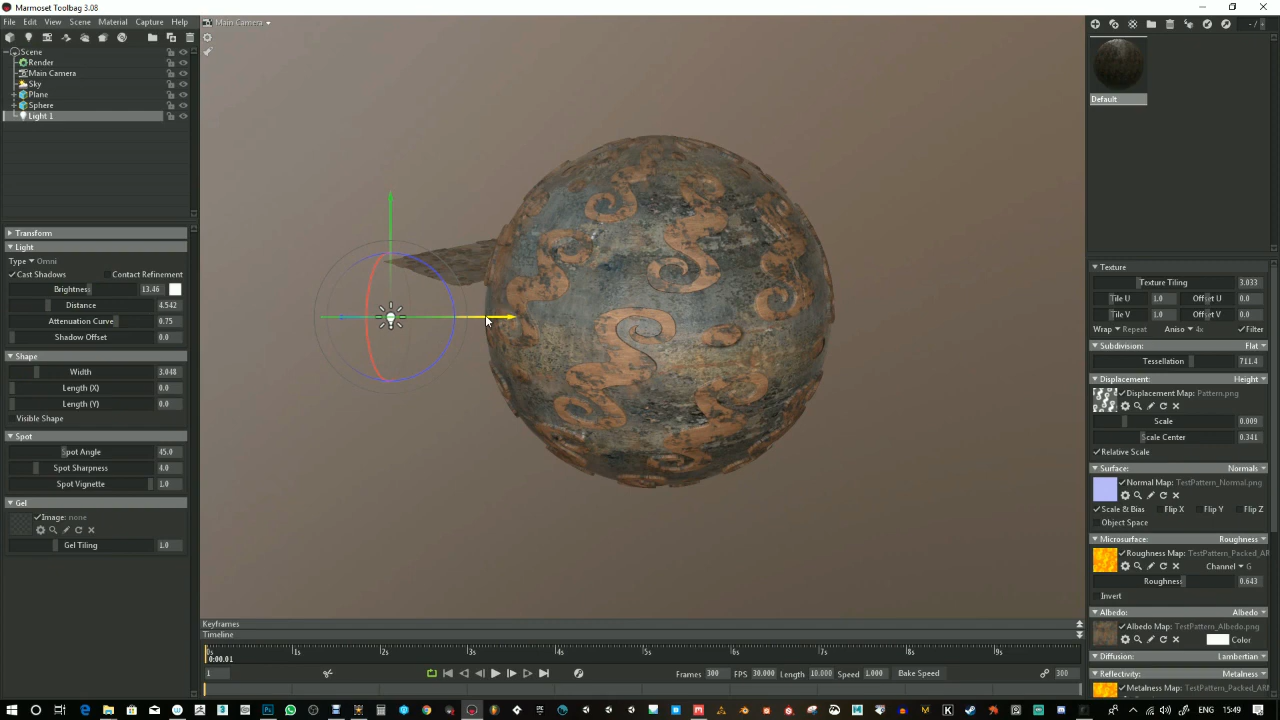 Marmoset Toolbag 3.08
File Edit View Scene Material Capture Help
Main Camera
- /
Scene
Render
Main Camera
Sky
Plane
Sphere
Light 1
Default
Transform
Light
Type Omni
Cast Shadows Contact Refinement
Brightness 13.46
Distance 4.542
Attenuation Curve 0.75
Shadow Offset 0.0
Shape
Width 3.048
Length (X) 0.0
Length (Y) 0.0
Visible Shape
Spot
Spot Angle 45.0
Spot Sharpness 4.0
Spot Vignette 1.0
Gel
Image: none
Gel Tiling 1.0
Texture
Texture Tiling 3.033
Tile U 1.0 Offset U 0.0
Tile V 1.0 Offset V 0.0
Wrap Repeat Aniso 4x Filter
Subdivision: Flat
Tessellation 711.4
Displacement: Height
Displacement Map: Pattern.png
Scale 0.009
Scale Center 0.341
Relative Scale
Surface: Normals
Normal Map: TestPattern_Normal.png
Scale & Bias Flip X Flip Y Flip Z
Object Space
Microsurface: Roughness
Roughness Map: TestPattern_Packed_AR
Channel G
Roughness 0.643
Invert
Albedo: Albedo
Albedo Map: TestPattern_Albedo.png
Color
Diffusion: Lambertian
Reflectivity: Metalness
Metalness Map: TestPattern_Packed_AR
Keyframes
Timeline
0s 1s 2s 3s 4s 5s 6s 7s 8s 9s
0:00.01
1 Frames 300 FPS 30.000 Length 10.000 Speed 1.000 Bake Speed 300
ENG 15:49